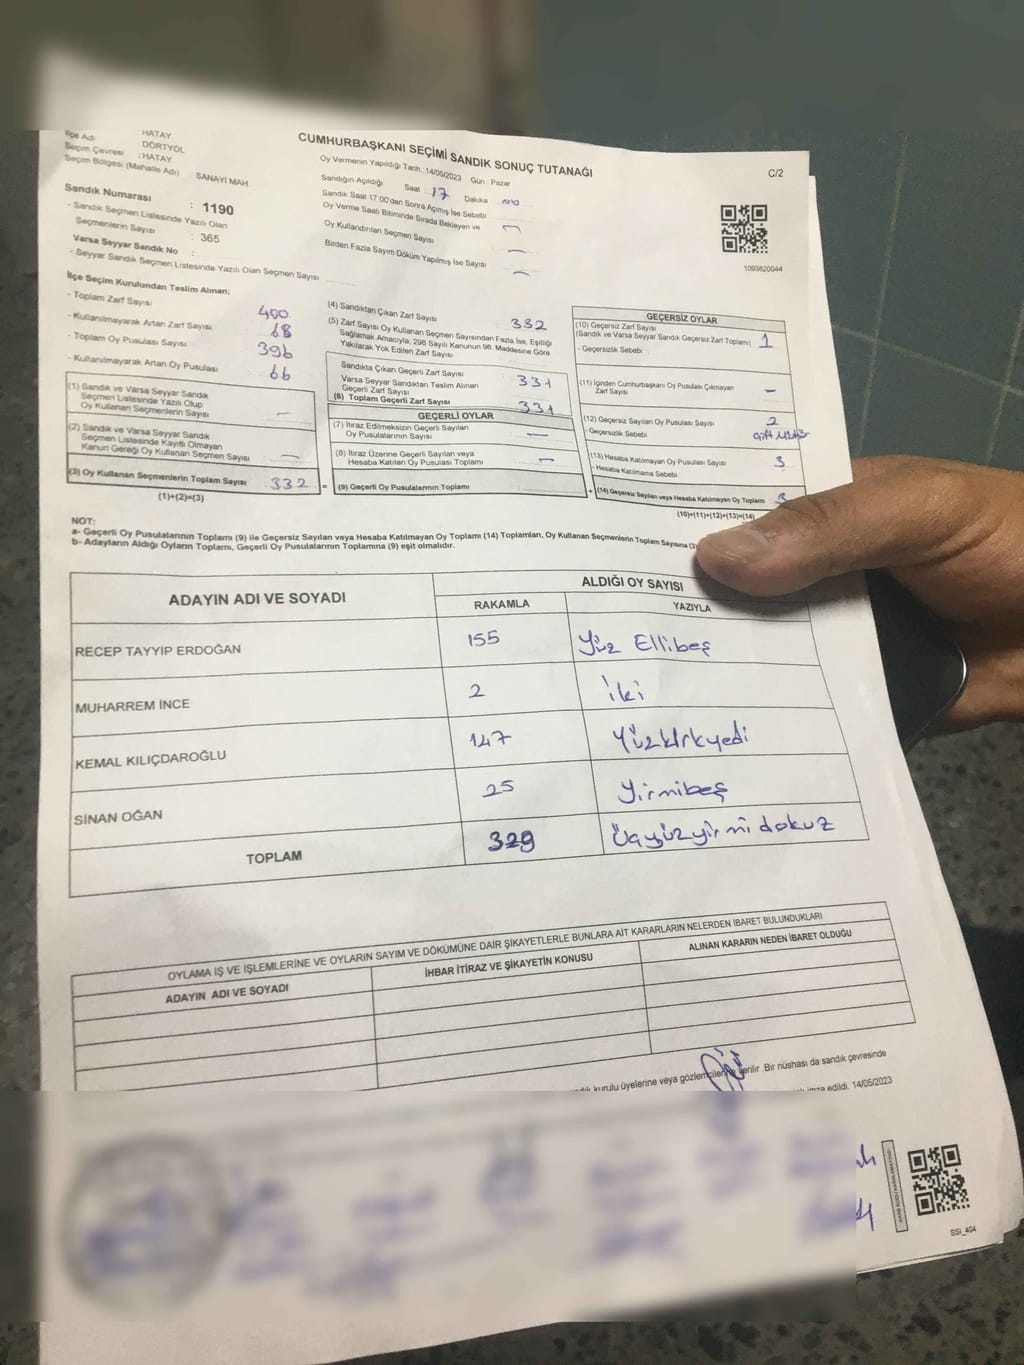 HATAY
İlçe Adı DÖRTYOL
Seçim Çevresi : HATAY
Seçim Bölgesi (Mahalle Adı) SANAYİ MAH.
Sandık Numarası : 1190
- Sandık Seçmen Listesinde Yazılı Olan
Seçmenlerin Sayısı : 365
Varsa Seyyar Sandık No :
- Seyyar Sandık Seçmen Listesinde Yazılı Olan Seçmen Sayısı
CUMHURBAŞKANI SEÇİMİ SANDIK SONUÇ TUTANAĞI
Oy Vermenin Yapıldığı Tarih : 14/05/2023 Gün : Pazar
Sandığın Açıldığı Saat 17 Dakika
Sandık Saat 17:00'den Sonra Açılmış İse Sebebi
Oy Verme Saati Bitiminde Sırada Bekleyen ve
Oy Kullandırılan Seçmen Sayısı
Birden Fazla Sayım Döküm Yapılmış İse Sayısı
C/2
1093820044
İlçe Seçim Kurulundan Teslim Alınan;
- Toplam Zarf Sayısı 400
- Kullanılmayarak Artan Zarf Sayısı 68
- Toplam Oy Pusulası Sayısı 396
- Kullanılmayarak Artan Oy Pusulası 66
(1) Sandık ve Varsa Seyyar Sandık
Seçmen Listesinde Yazılı Olup
Oy Kullanan Seçmenlerin Sayısı —
(2) Sandık ve Varsa Seyyar Sandık
Seçmen Listesinde Kayıtlı Olmayan
Kanun Gereği Oy Kullanan Seçmen Sayısı —
(3) Oy Kullanan Seçmenlerin Toplam Sayısı 332 =
(1)+(2)=(3)
(4) Sandıktan Çıkan Zarf Sayısı 332
(5) Zarf Sayısı Oy Kullanan Seçmen Sayısından Fazla İse, Eşitliği
Sağlamak Amacıyla, 298 Sayılı Kanunun 98. Maddesine Göre
Yakılarak Yok Edilen Zarf Sayısı
Sandıkta Çıkan Geçerli Zarf Sayısı 331
Varsa Seyyar Sandıktan Teslim Alınan
Geçerli Zarf Sayısı
(6) Toplam Geçerli Zarf Sayısı 331
GEÇERLİ OYLAR
(7) İtiraz Edilmeksizin Geçerli Sayılan
Oy Pusulalarının Sayısı —
(8) İtiraz Üzerine Geçerli Sayılan veya
Hesaba Katılan Oy Pusulası Toplamı —
(9) Geçerli Oy Pusulalarının Toplamı +
GEÇERSİZ OYLAR
(10) Geçersiz Zarf Sayısı
(Sandık ve Varsa Seyyar Sandık Geçersiz Zarf Toplamı) 1
- Geçersizlik Sebebi
(11) İçinden Cumhurbaşkanı Oy Pusulası Çıkmayan
Zarf Sayısı —
(12) Geçersiz Sayılan Oy Pusulası Sayısı 2
- Geçersizlik Sebebi
(13) Hesaba Katılmayan Oy Pusulası Sayısı 3
- Hesaba Katılmama Sebebi
(14) Geçersiz Sayılan veya Hesaba Katılmayan Oy Toplamı 3
(10)+(11)+(12)+(13)=(14)
NOT:
a- Geçerli Oy Pusulalarının Toplamı (9) ile Geçersiz Sayılan veya Hesaba Katılmayan Oy Toplamı (14) Toplamları, Oy Kullanan Seçmenlerin Toplam Sayısına (3)
b- Adayların Aldığı Oyların Toplamı, Geçerli Oy Pusulalarının Toplamına (9) eşit olmalıdır.
ADAYIN ADI VE SOYADI ALDIĞI OY SAYISI
RAKAMLA YAZIYLA
RECEP TAYYİP ERDOĞAN 155 Yüz Ellibeş
MUHARREM İNCE 2 İki
KEMAL KILIÇDAROĞLU 147 Yüzkırkyedi
SİNAN OĞAN 25 Yirmibeş
TOPLAM 329 Üçyüzyirmidokuz
OYLAMA İŞ VE İŞLEMLERİNE VE OYLARIN SAYIM VE DÖKÜMÜNE DAİR ŞİKAYETLERLE BUNLARA AİT KARARLARIN NELERDEN İBARET BULUNDUKLARI
ADAYIN ADI VE SOYADI İHBAR İTİRAZ VE ŞİKAYETİN KONUSU ALINAN KARARIN NEDEN İBARET OLDUĞU
kurulu üyelerine veya gözlemcilerine verilir. Bir nüshası da sandık çevresinde
imza edildi. 14/05/2023
SSİ_404